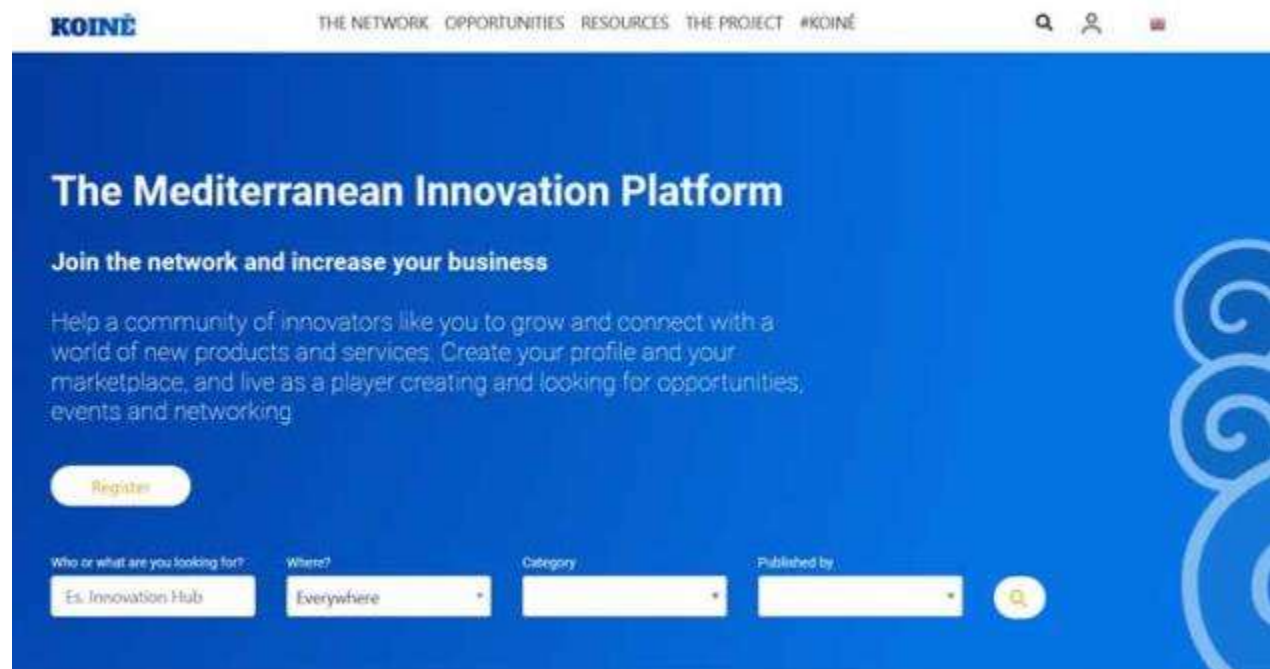 KOINÈ
THE NETWORK OPPORTUNITIES RESOURCES THE PROJECT #KOINÉ
The Mediterranean Innovation Platform
Join the network and increase your business
Help a community of innovators like you to grow and connect with a
world of new products and services. Create your profile and your
marketplace, and live as a player creating and looking for opportunities,
events and networking
Register
Who or what are you looking for? Where? Category Published by
Es. Innovation Hub Everywhere